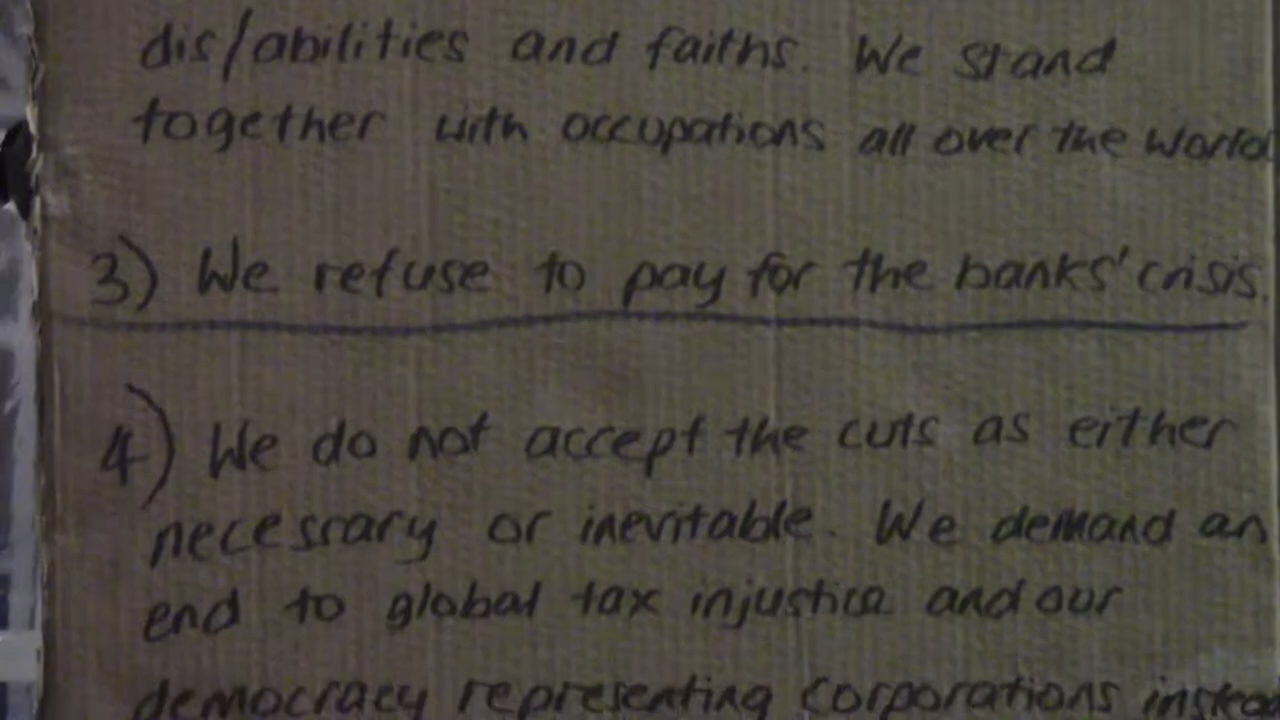 dis/abilities and faiths. We stand
together with occupations all over the world
3) We refuse to pay for the banks' crisis.
4) We do not accept the cuts as either
necessary or inevitable. We demand an
end to global tax injustice and our
democracy representing corporations instead